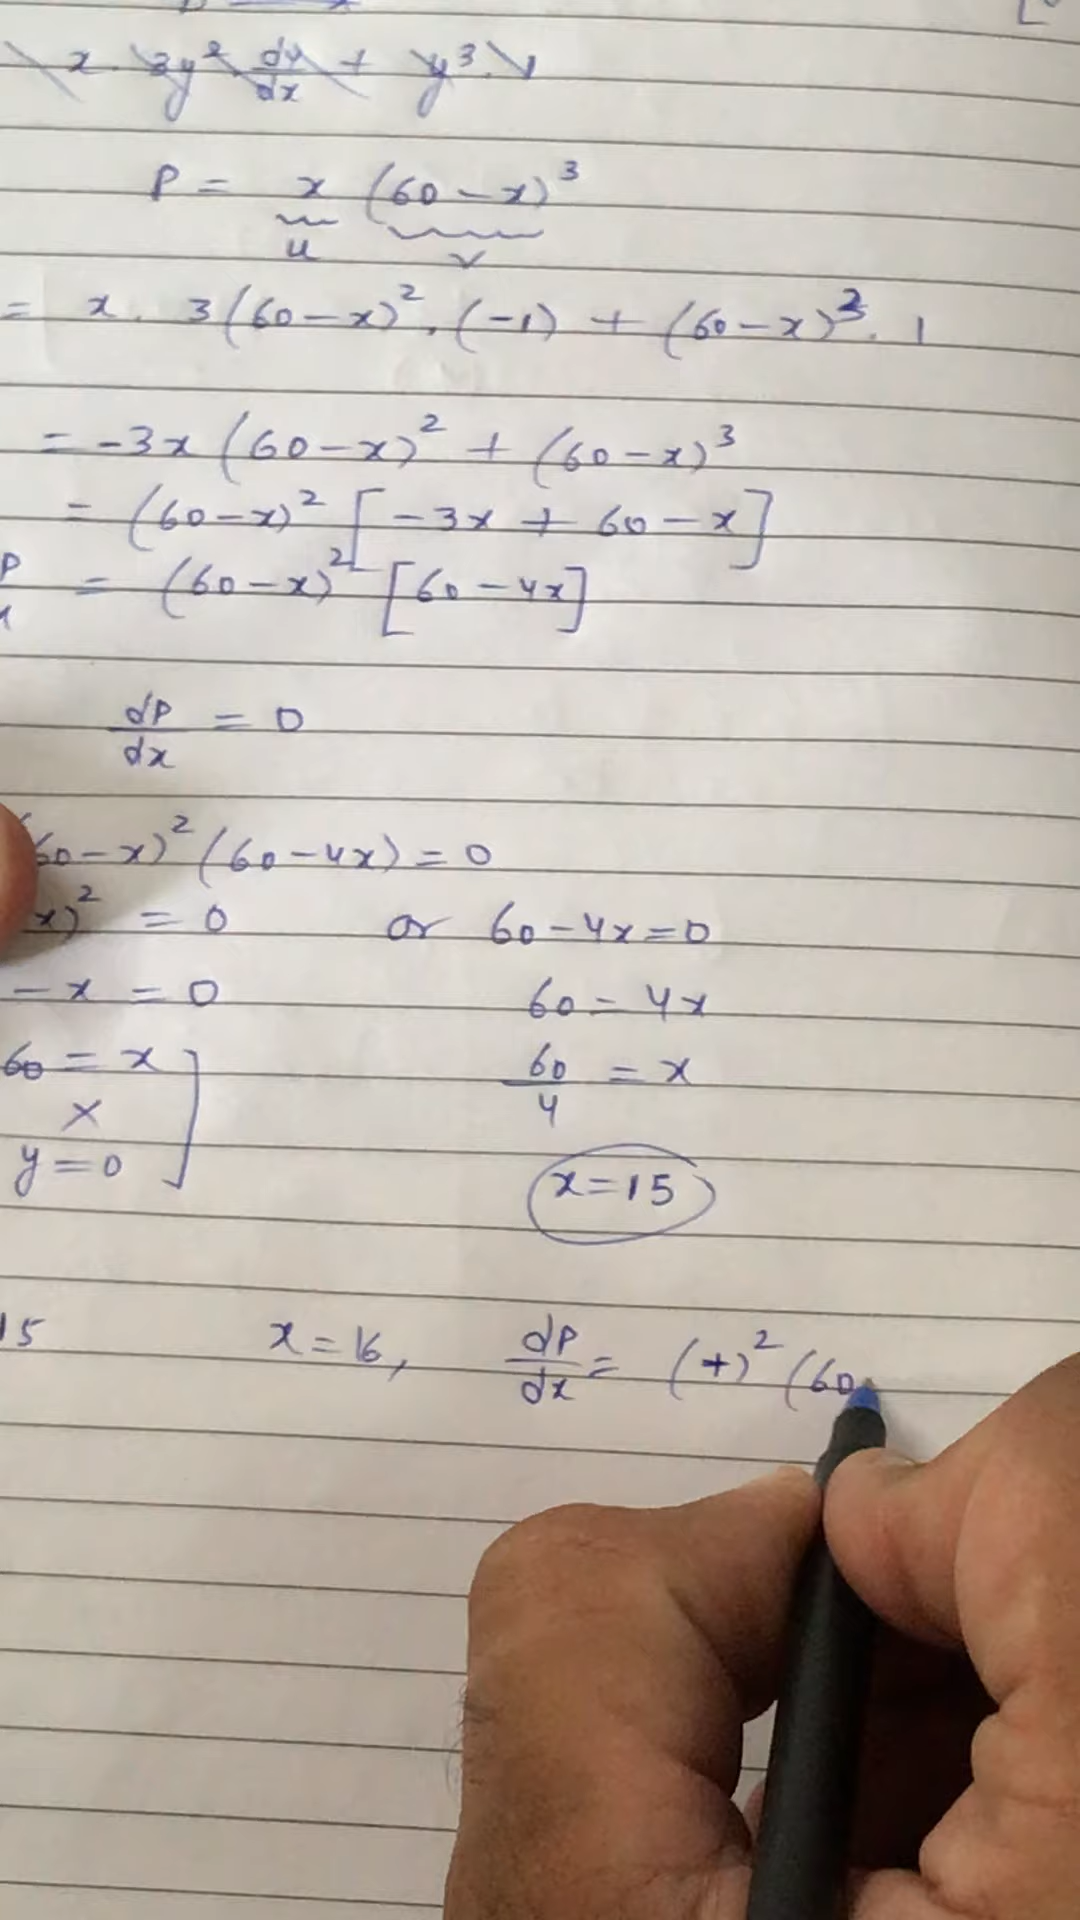 x . 3y² dy/dx + y³ . 1
P = x (60 – x)³
u v
= x . 3(60 – x)² . (–1) + (60 – x)³ . 1
= –3x (60 – x)² + (60 – x)³
= (60 – x)² [–3x + 60 – x]
= (60 – x)² [60 – 4x]
dP/dx = 0
60 – x)² (60 – 4x) = 0
x)² = 0 or 60 – 4x = 0
– x = 0 60 = 4x
60 = x 60/4 = x
×
y = 0 x = 15
15 x = 16, dP/dx = (+)² (60